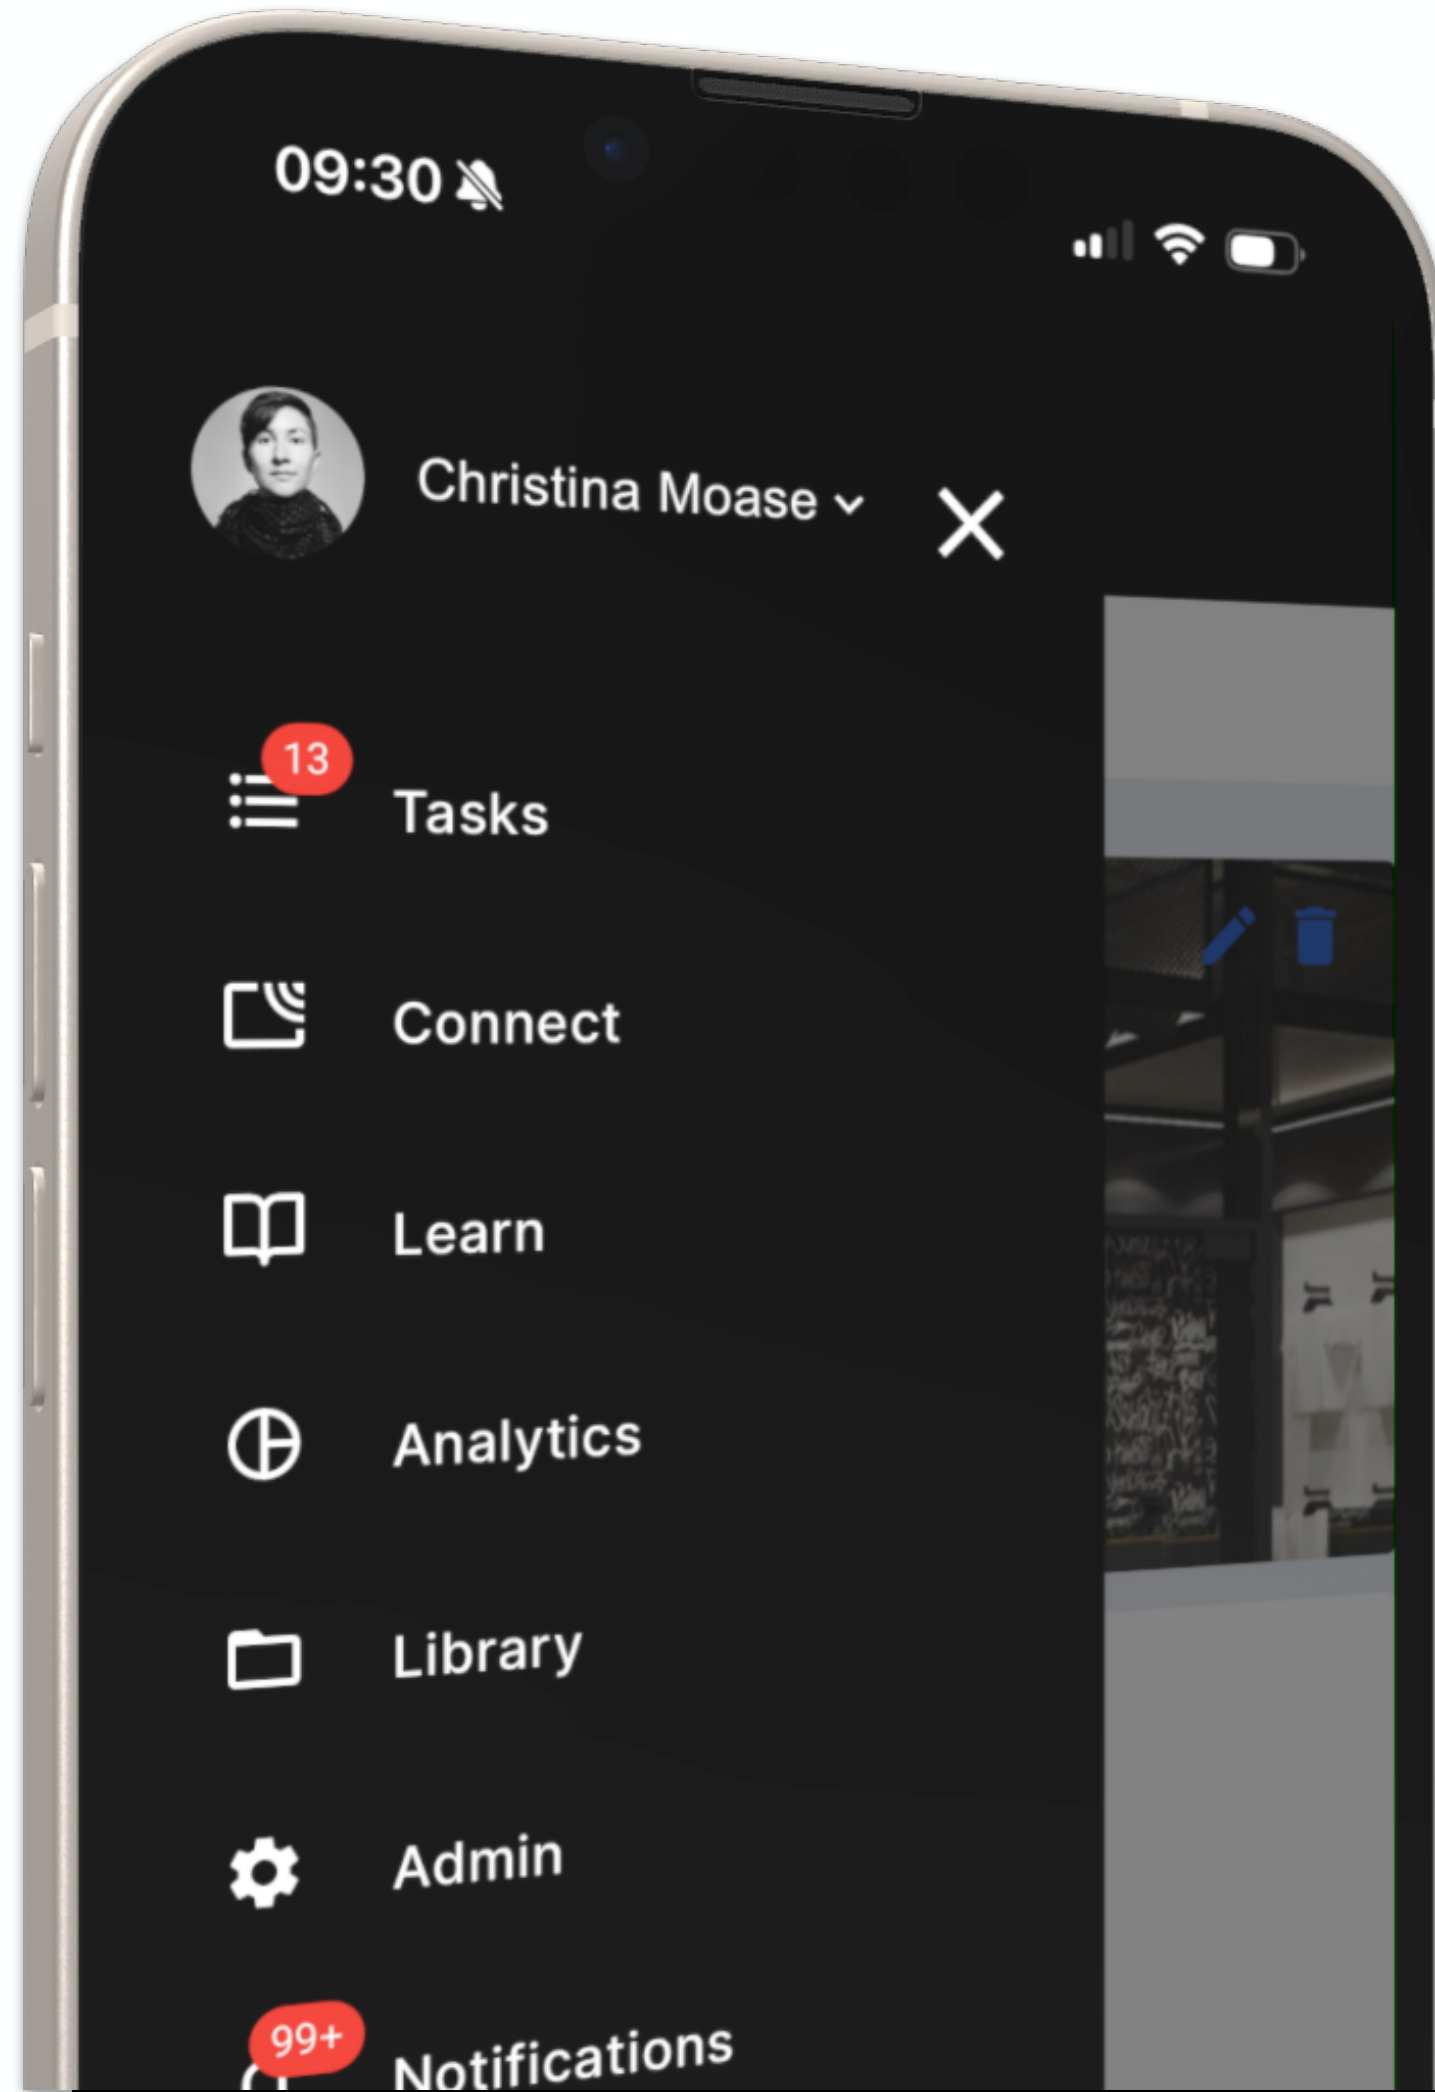 09:30
Christina Moase
13
Tasks
Connect
Learn
Analytics
Library
Admin
99+
Notifications